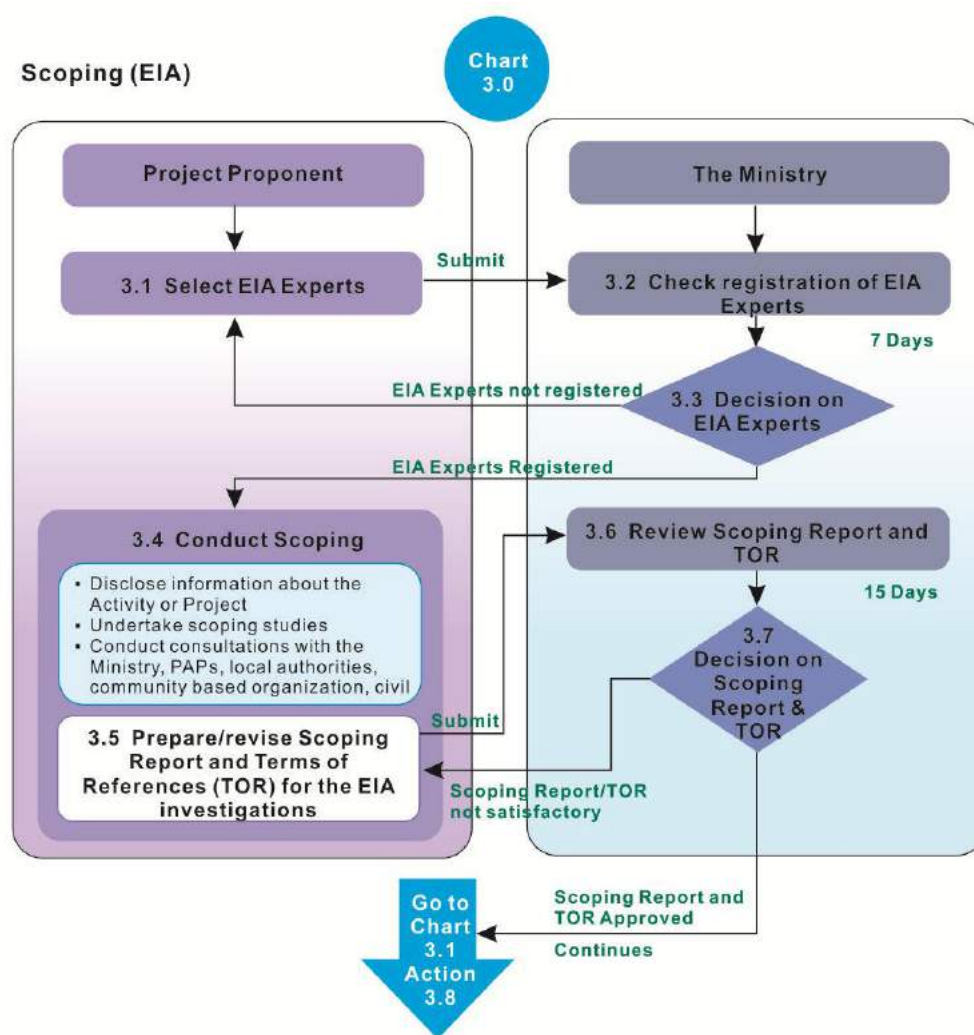 Chart
3.0
Scoping (EIA)
Project Proponent
The Ministry
3.1 Select EIA Experts
Submit
3.2 Check registration of EIA
Experts
7 Days
EIA Experts not registered
3.3 Decision on
EIA Experts
EIA Experts Registered
3.4 Conduct Scoping
▪ Disclose information about the
Activity or Project
▪ Undertake scoping studies
▪ Conduct consultations with the
Ministry, PAPs, local authorities,
community based organization, civil
3.5 Prepare/revise Scoping
Report and Terms of
References (TOR) for the EIA
investigations
Submit
3.6 Review Scoping Report and
TOR
15 Days
3.7
Decision on
Scoping
Report &
TOR
Scoping Report/TOR
not satisfactory
Scoping Report and
TOR Approved
Continues
Go to
Chart
3.1
Action
3.8